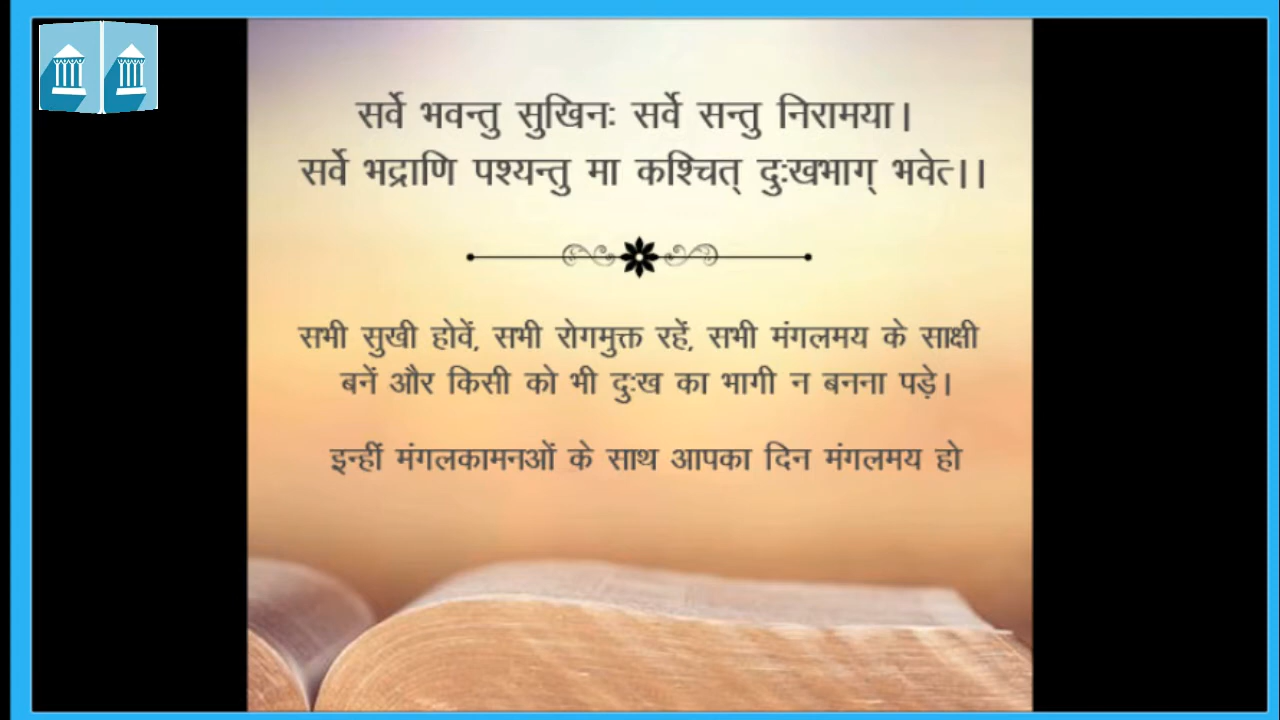 सर्वे भवन्तु सुखिनः सर्वे सन्तु निरामया।
सर्वे भद्राणि पश्यन्तु मा कश्चित् दुःखभाग् भवेत।।
सभी सुखी होवें, सभी रोगमुक्त रहें, सभी मंगलमय के साक्षी
बनें और किसी को भी दुःख का भागी न बनना पड़े।
इन्हीं मंगलकामनओं के साथ आपका दिन मंगलमय हो